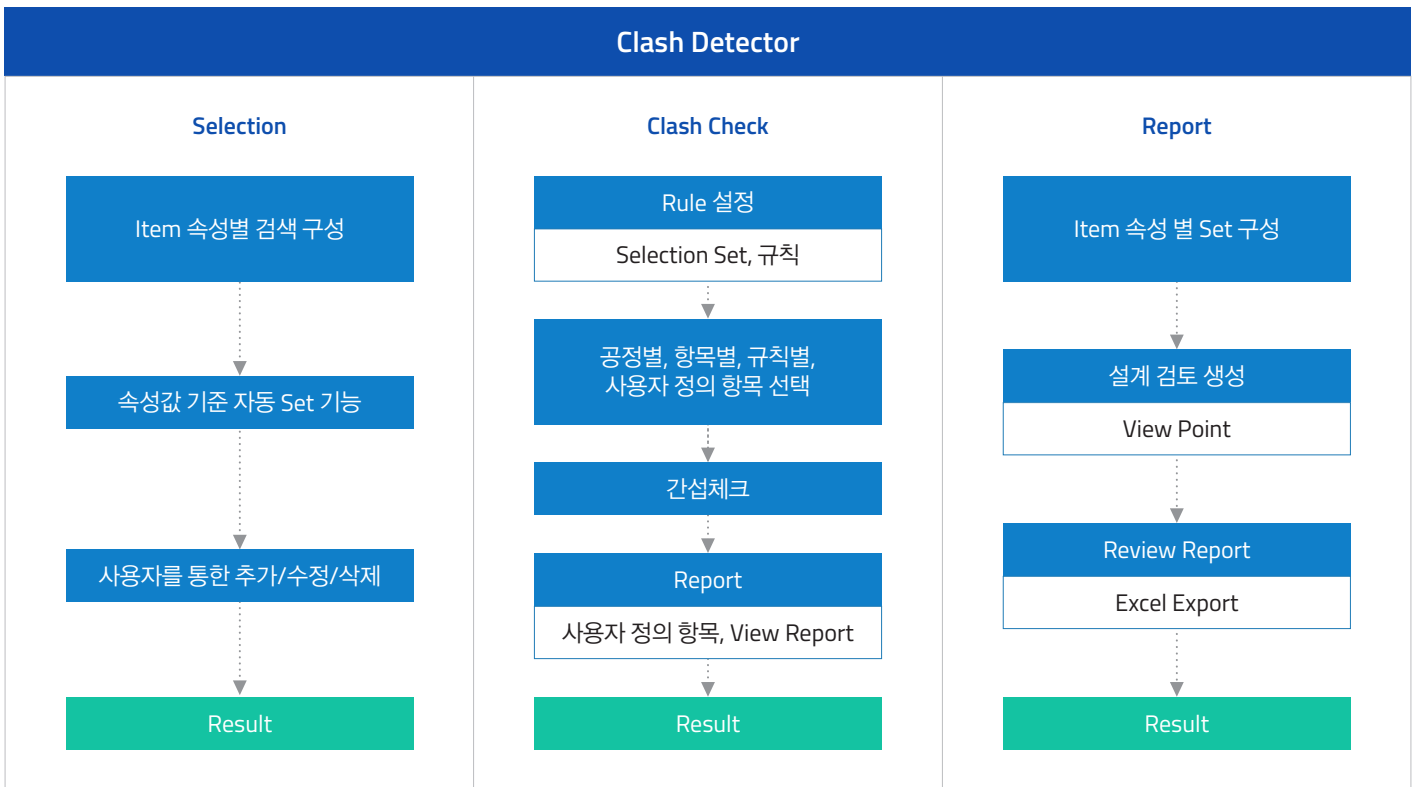 Clash Detector
Selection
Item 속성별 검색 구성
속성값 기준 자동 Set 기능
사용자를 통한 추가/수정/삭제
Result
Clash Check
Rule 설정
Selection Set, 규칙
공정별, 항목별, 규칙별,
사용자 정의 항목 선택
간섭체크
Report
사용자 정의 항목, View Report
Result
Report
Item 속성 별 Set 구성
설계 검토 생성
View Point
Review Report
Excel Export
Result